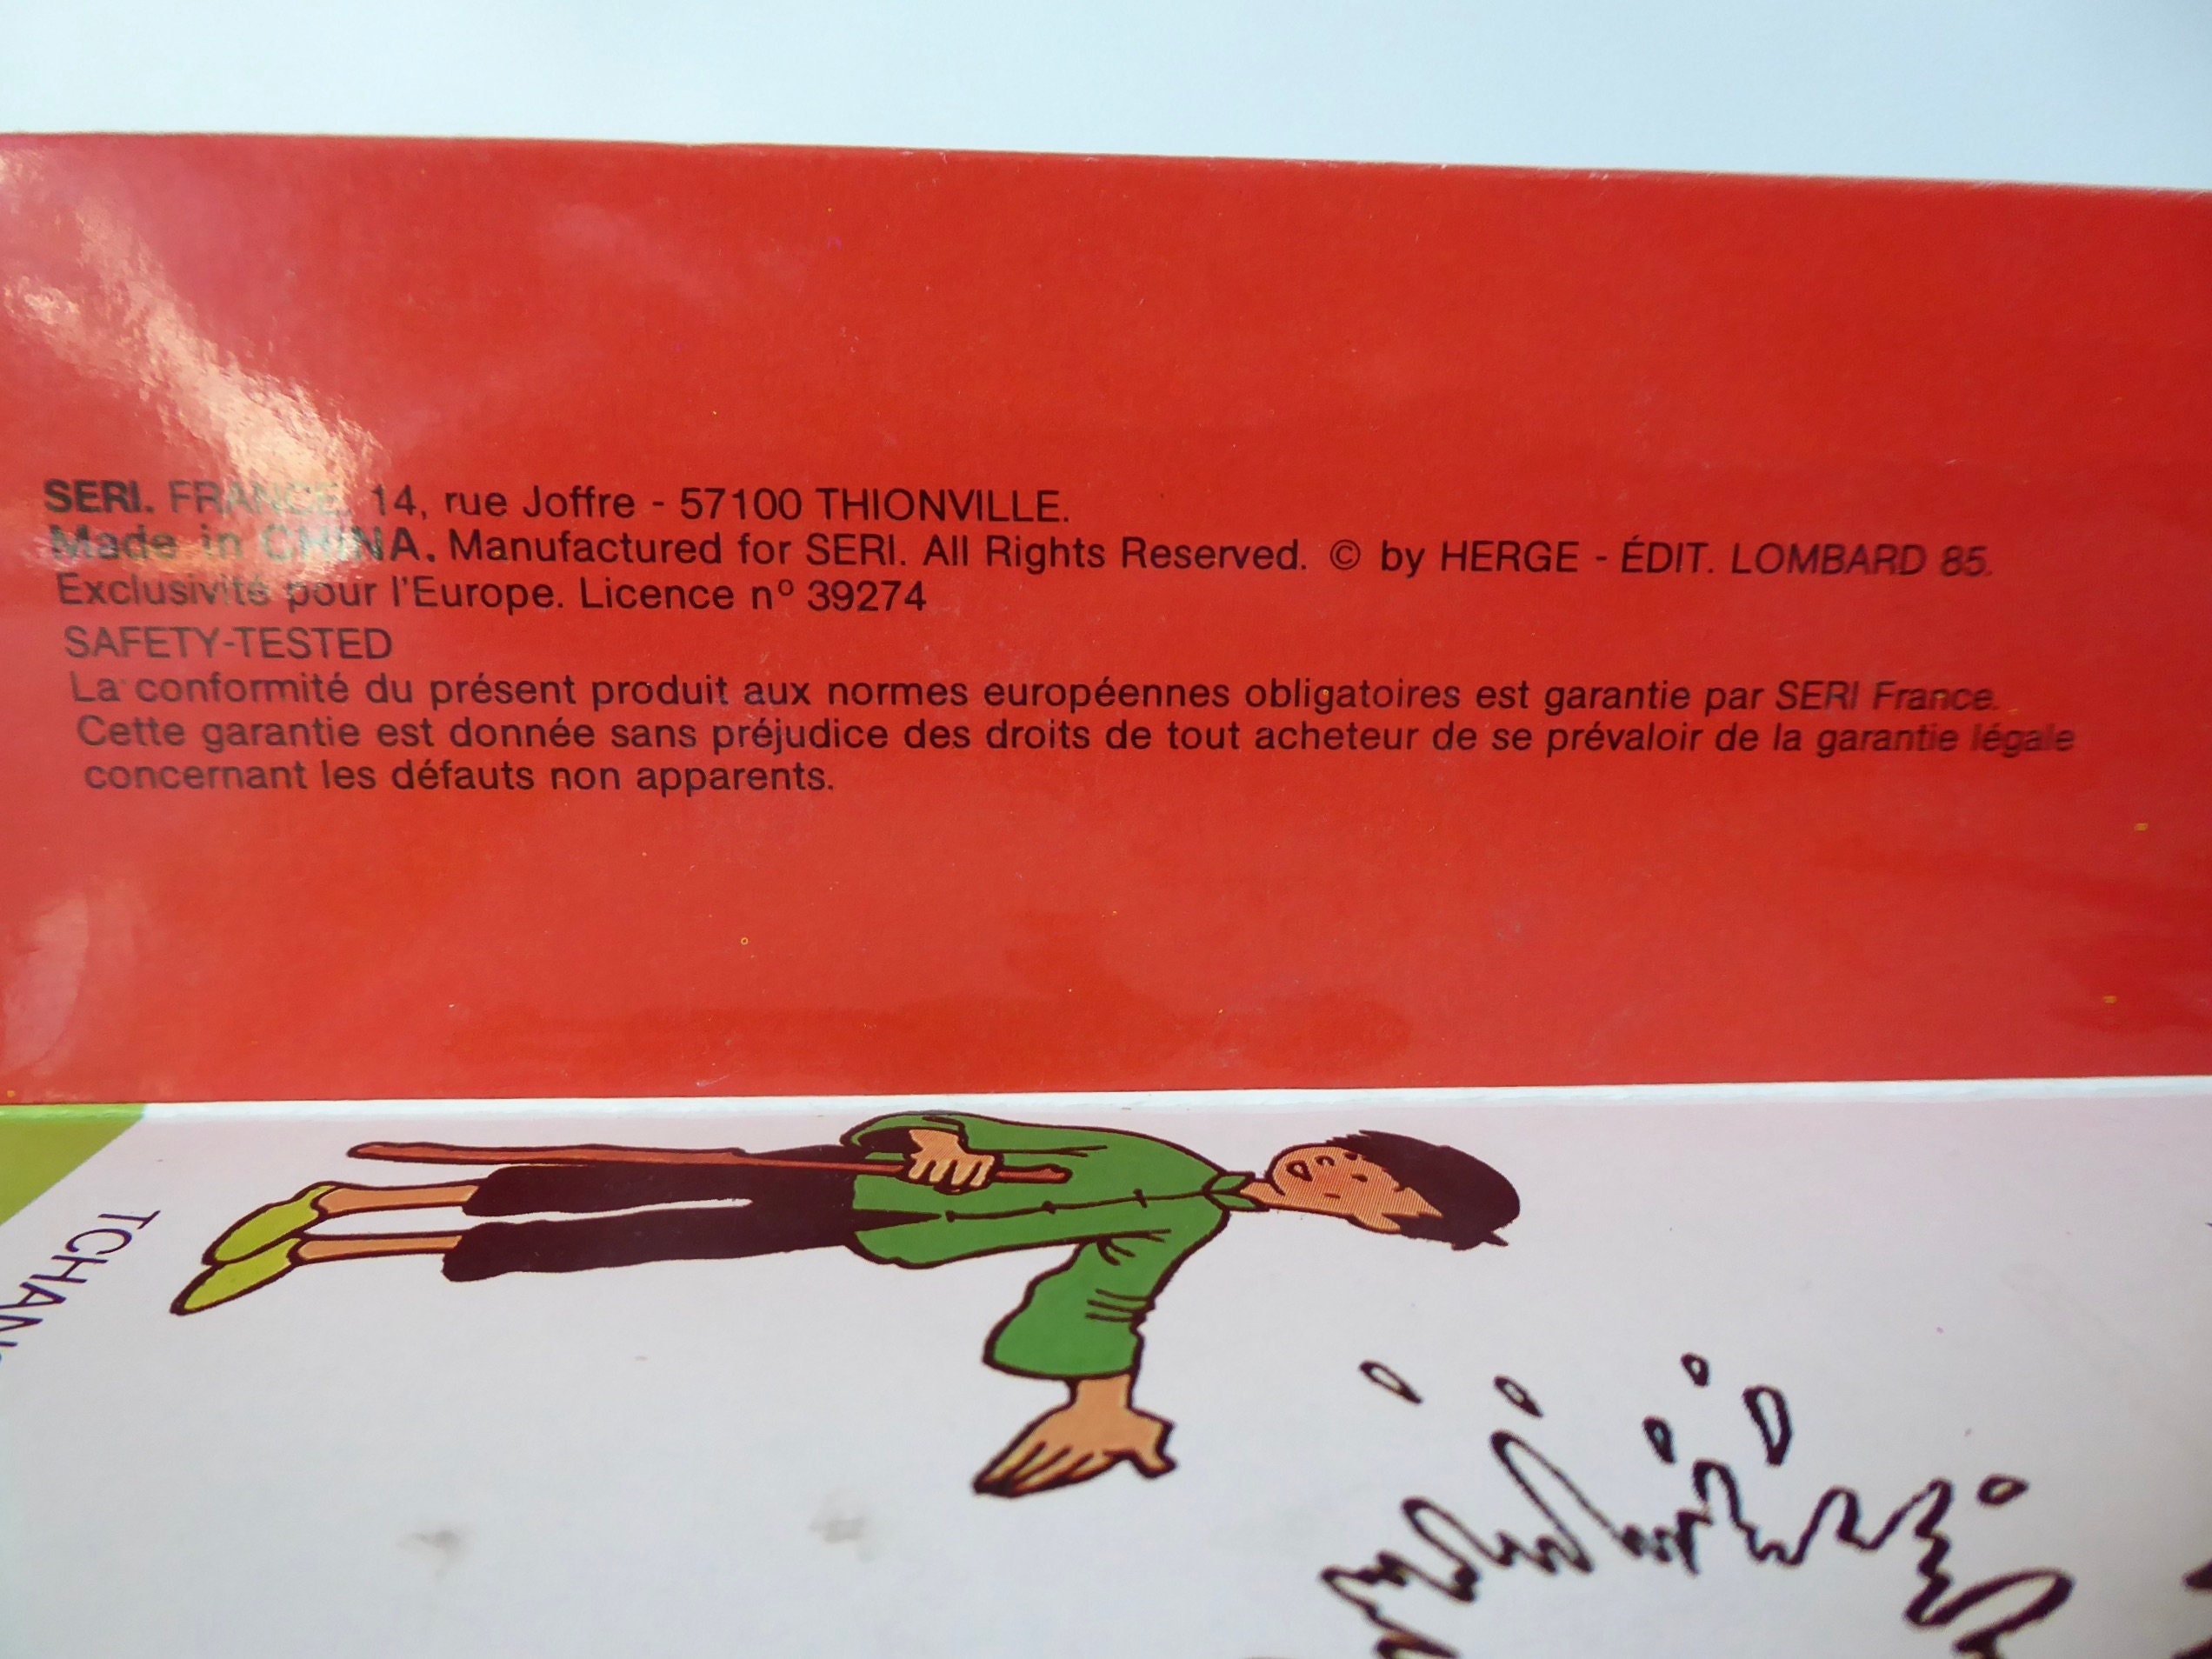 SERI. FRANCE. 14, rue Joffre - 57100 THIONVILLE.
Made in CHINA. Manufactured for SERI. All Rights Reserved. © by HERGE - ÉDIT. LOMBARD 85.
Exclusivité pour l'Europe. Licence nº 39274
SAFETY-TESTED
La conformité du présent produit aux normes européennes obligatoires est garantie par SERI France.
Cette garantie est donnée sans préjudice des droits de tout acheteur de se prévaloir de la garantie légale
concernant les défauts non apparents.
TCHAN